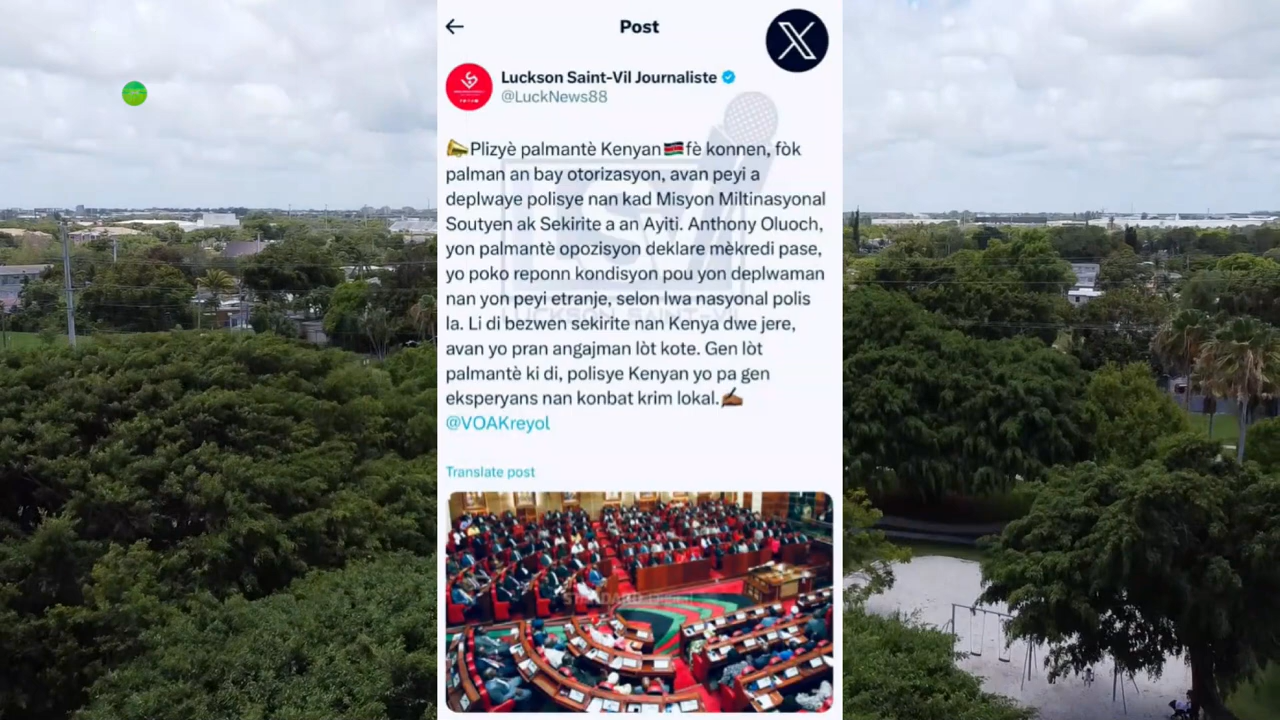 Post
Luckson Saint-Vil Journaliste
@LuckNews88
Plizyè palmantè Kenyan fè konnen, fòk
palman an bay otorizasyon, avan peyi a
deplwaye polisye nan kad Misyon Miltinasyonal
Soutyen ak Sekirite a an Ayiti. Anthony Oluoch,
yon palmantè opozisyon deklare mèkredi pase,
yo poko reponn kondisyon pou yon deplwaman
nan yon peyi etranje, selon lwa nasyonal polis
la. Li di bezwen sekirite nan Kenya dwe jere,
avan yo pran angajman lòt kote. Gen lòt
palmantè ki di, polisye Kenyan yo pa gen
eksperyans nan konbat krim lokal.
@VOAKreyol
LUCKSON SAINT-VIL
Translate post